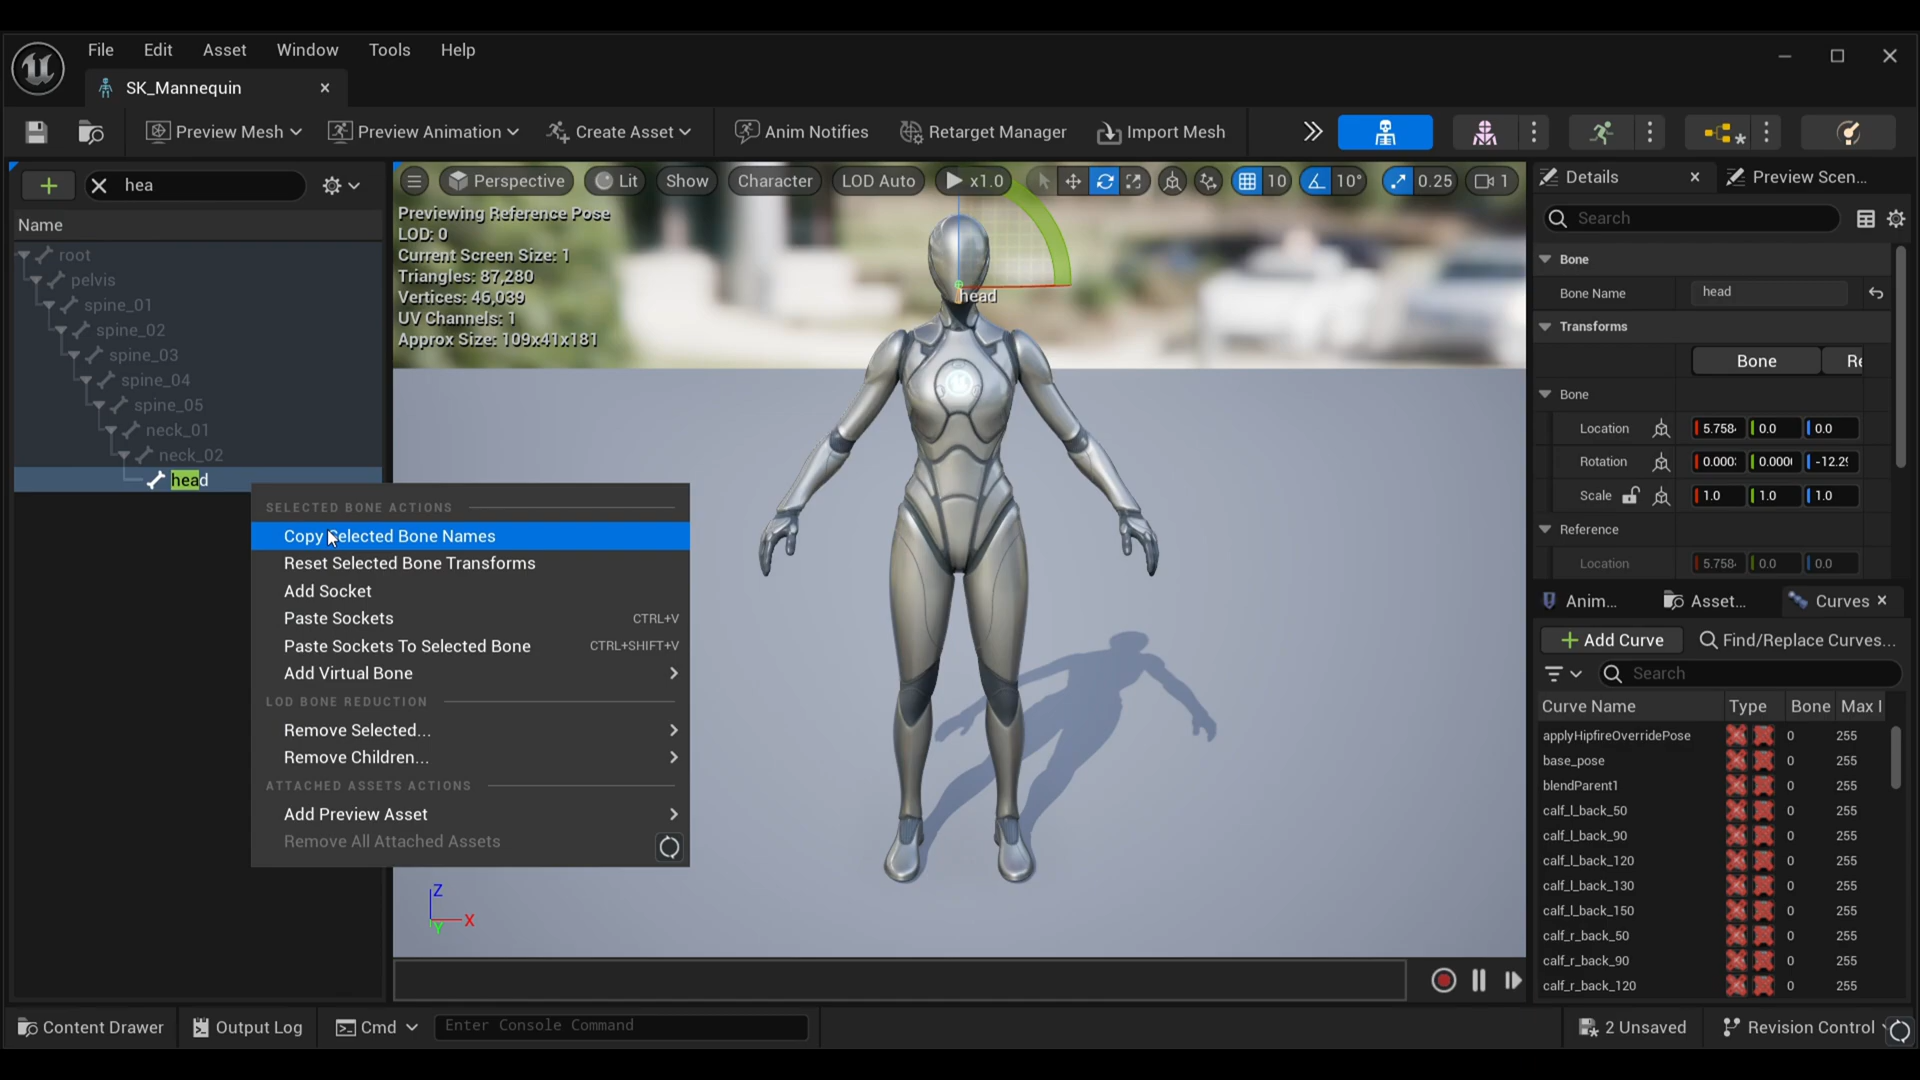 File Edit Asset Window Tools Help
SK_Mannequin
Preview Mesh Preview Animation Create Asset Anim Notifies Retarget Manager Import Mesh
hea
Name
root
pelvis
spine_01
spine_02
spine_03
spine_04
spine_05
neck_01
neck_02
head
SELECTED BONE ACTIONS
Copy Selected Bone Names
Reset Selected Bone Transforms
Add Socket
Paste Sockets CTRL+V
Paste Sockets To Selected Bone CTRL+SHIFT+V
Add Virtual Bone
LOD BONE REDUCTION
Remove Selected...
Remove Children...
ATTACHED ASSETS ACTIONS
Add Preview Asset
Remove All Attached Assets
Perspective Lit Show Character LOD Auto x1.0 10 10° 0.25 1
Previewing Reference Pose
LOD: 0
Current Screen Size: 1
Triangles: 87,280
Vertices: 46,039
UV Channels: 1
Approx Size: 109x41x181
head
Z
X
Y
Details Preview Scen...
Search
Bone
Bone Name head
Transforms
Bone Re
Bone
Location 5.758 0.0 0.0
Rotation 0.000 0.000 -12.29
Scale 1.0 1.0 1.0
Reference
Location 5.758 0.0 0.0
Anim... Asset... Curves
Add Curve Find/Replace Curves...
Search
Curve Name Type Bone Max
applyHipfireOverridePose 0 255
base_pose 0 255
blendParent1 0 255
calf_l_back_50 0 255
calf_l_back_90 0 255
calf_l_back_120 0 255
calf_l_back_130 0 255
calf_l_back_150 0 255
calf_r_back_50 0 255
calf_r_back_90 0 255
calf_r_back_120 0 255
Content Drawer Output Log Cmd Enter Console Command 2 Unsaved Revision Control